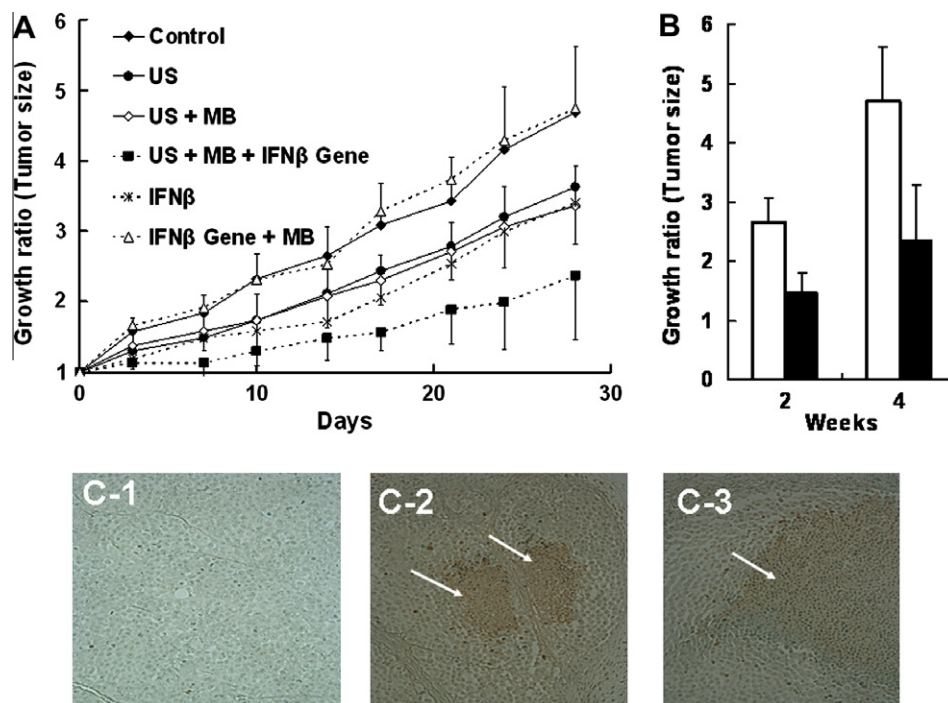 A
Growth ratio (Tumor size)
6
5
4
3
2
1
Control
US
US + MB
US + MB + IFNβ Gene
IFNβ
IFNβ Gene + MB
0
10
20
30
Days
B
Growth ratio (Tumor size)
6
5
4
3
2
1
0
2
4
Weeks
C-1
C-2
C-3